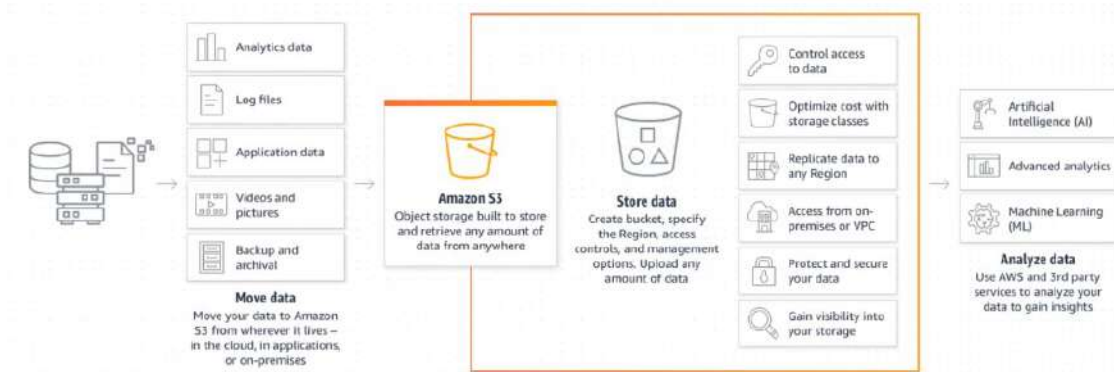 Analytics data
Log files
Application data
Videos and
pictures
Backup and
archival
Move data
Move your data to Amazon
S3 from wherever it lives –
in the cloud, in applications,
or on-premises
Amazon S3
Object storage built to store
and retrieve any amount of
data from anywhere
Store data
Create bucket, specify
the Region, access
controls, and management
options. Upload any
amount of data
Control access
to data
Optimize cost with
storage classes
Replicate data to
any Region
Access from on-
premises or VPC
Protect and secure
your data
Gain visibility into
your storage
Artificial
Intelligence (AI)
Advanced analytics
Machine Learning
(ML)
Analyze data
Use AWS and 3rd party
services to analyze your
data to gain insights